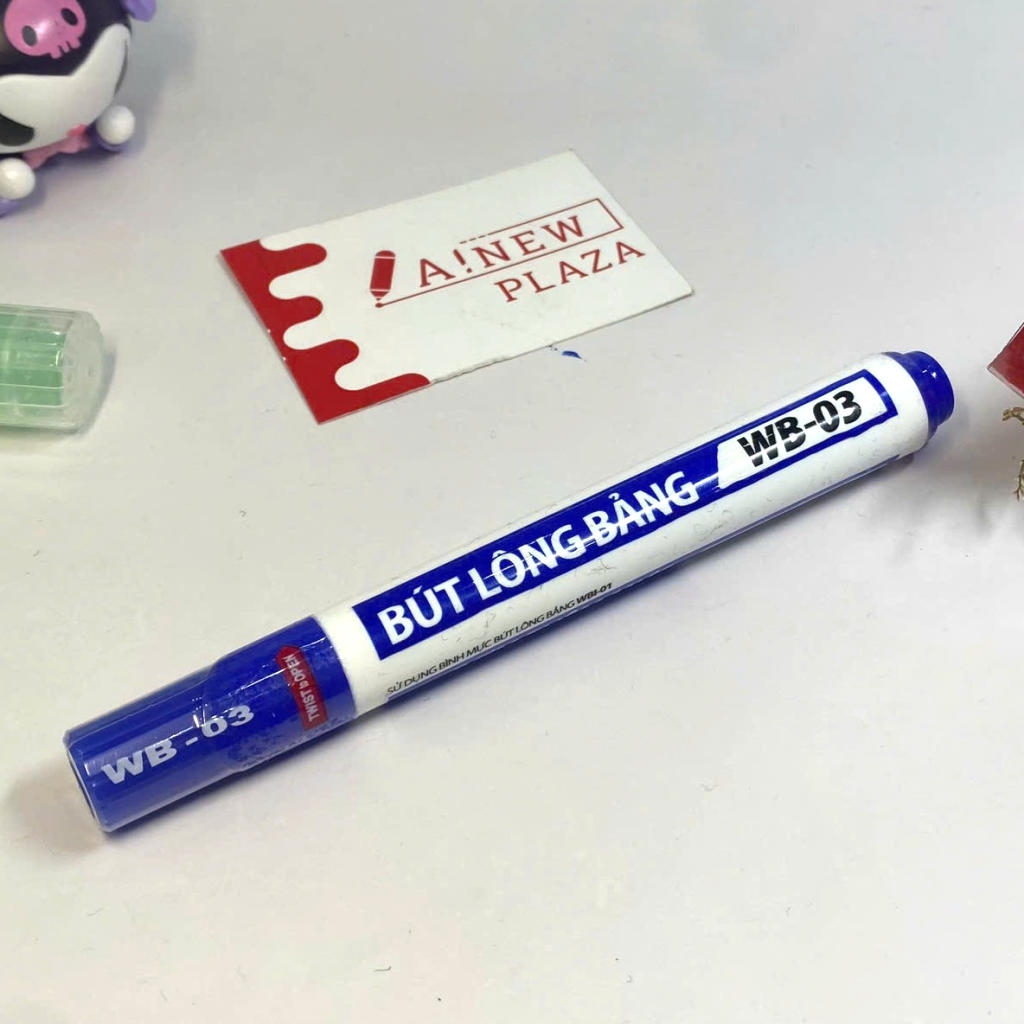 A!NEW
PLAZA
BÚT LÔNG BẢNG WB-03
SỬ DỤNG BÌNH MỰC BÚT LÔNG BẢNG WBI-01
TWIST to OPEN
WB - 03